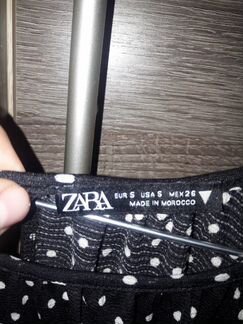 ZARA
EUR S USA S MEX 26
MADE IN MOROCCO